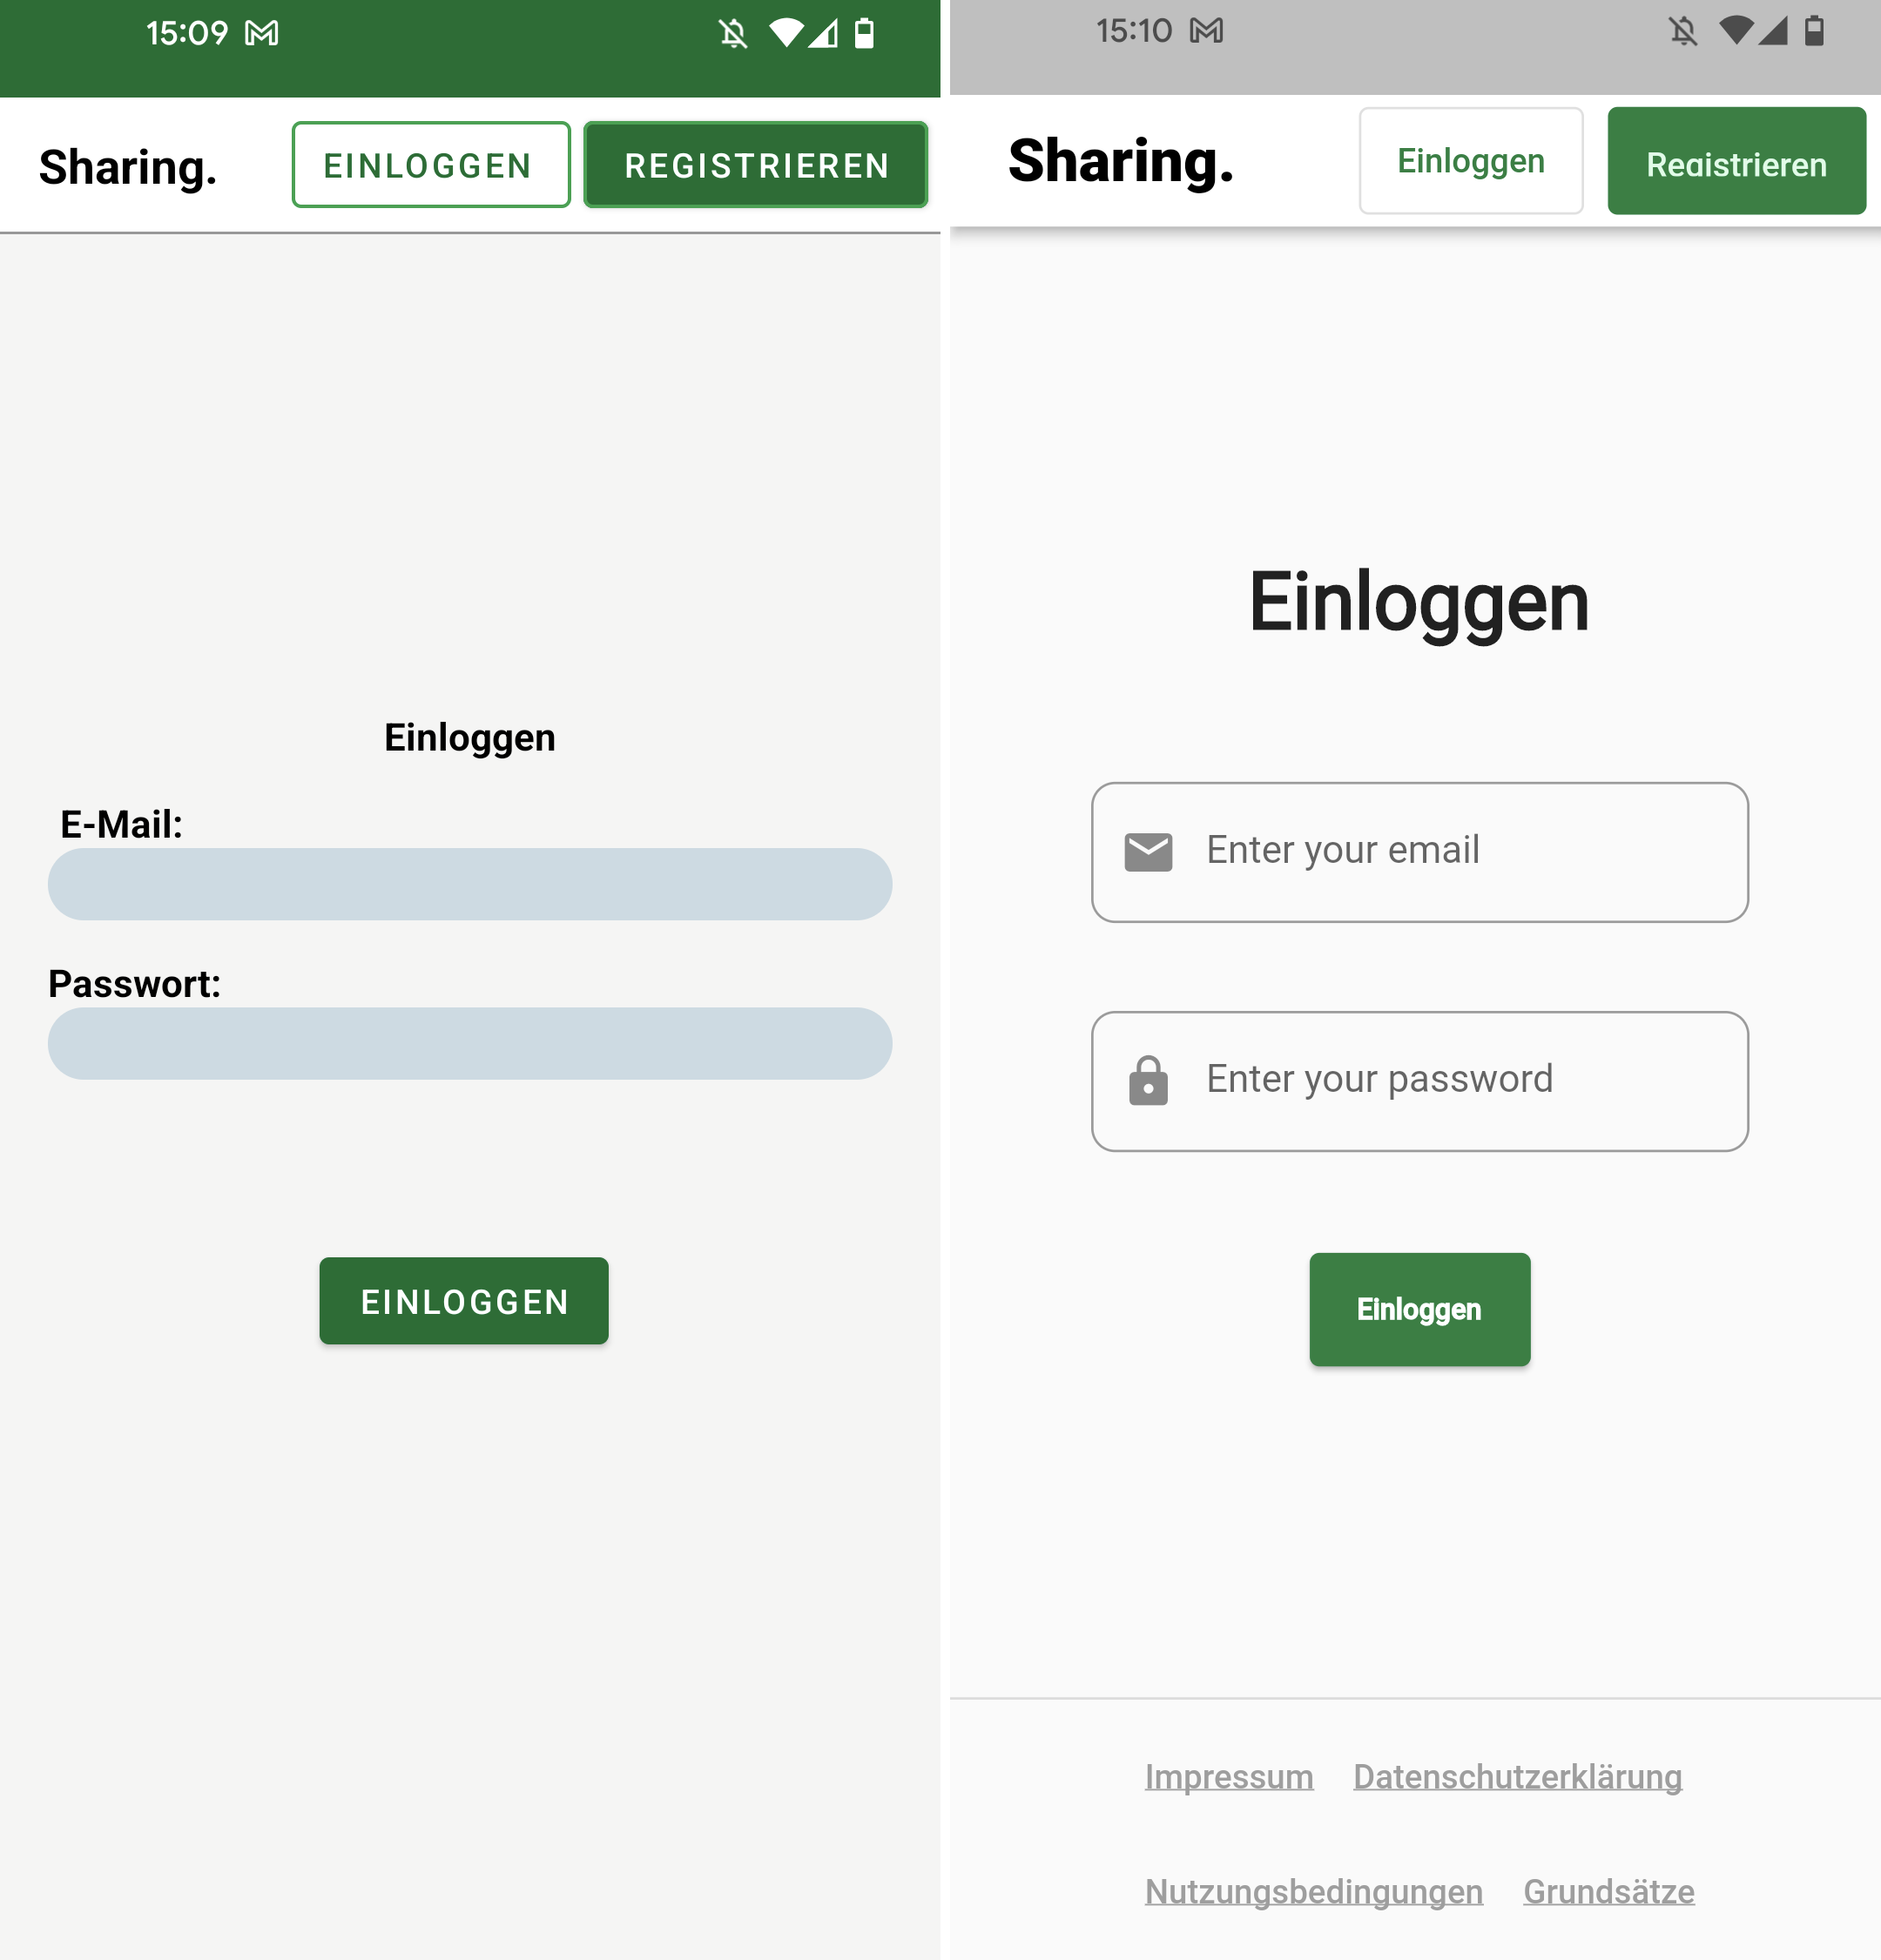 15:09
Sharing. EINLOGGEN REGISTRIEREN
Einloggen
E-Mail:
Passwort:
EINLOGGEN
15:10
Sharing. Einloggen Registrieren
Einloggen
Enter your email
Enter your password
Einloggen
Impressum Datenschutzerklärung
Nutzungsbedingungen Grundsätze